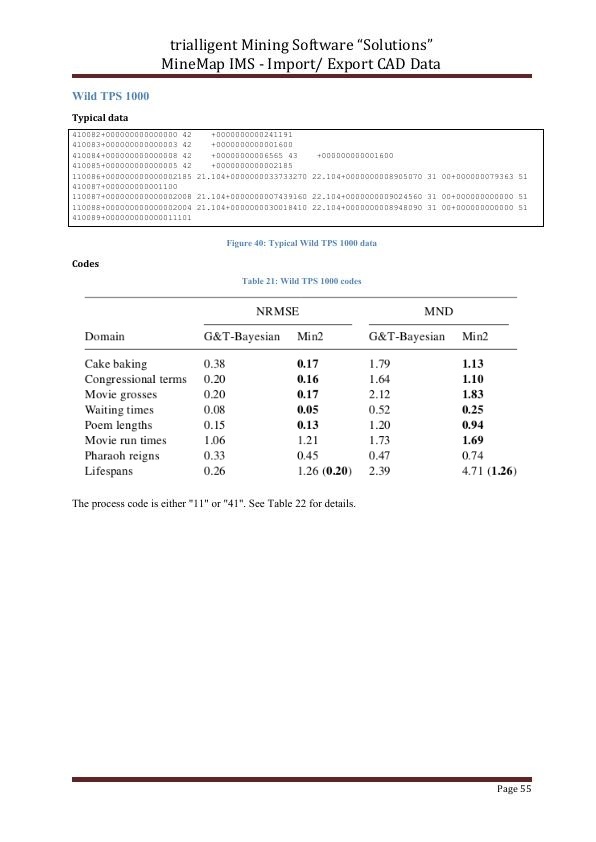 trialligent Mining Software “Solutions”
MineMap IMS - Import/ Export CAD Data
Wild TPS 1000
Typical data
410082+000000000000000 42 +0000000000241191
410083+000000000000003 42 +0000000000001600
410084+000000000000008 42 +0000000000006565 43 +000000000001600
410085+000000000000005 42 +0000000000002185
110086+0000000000002185 21.104+0000000033733270 22.104+0000000008905070 31 00+000000079363 51
410087+000000000001100
110087+0000000000002008 21.104+0000000007439160 22.104+0000000009024560 31 00+000000000000 51
110088+0000000000002004 21.104+0000000030018410 22.104+0000000008948090 31 00+000000000000 51
410089+00000000000011101
Figure 40: Typical Wild TPS 1000 data
Codes
Table 21: Wild TPS 1000 codes
NRMSE MND
Domain G&T-Bayesian Min2 G&T-Bayesian Min2
Cake baking 0.38 0.17 1.79 1.13
Congressional terms 0.20 0.16 1.64 1.10
Movie grosses 0.20 0.17 2.12 1.83
Waiting times 0.08 0.05 0.52 0.25
Poem lengths 0.15 0.13 1.20 0.94
Movie run times 1.06 1.21 1.73 1.69
Pharaoh reigns 0.33 0.45 0.47 0.74
Lifespans 0.26 1.26 (0.20) 2.39 4.71 (1.26)
The process code is either "11" or "41". See Table 22 for details.
Page 55